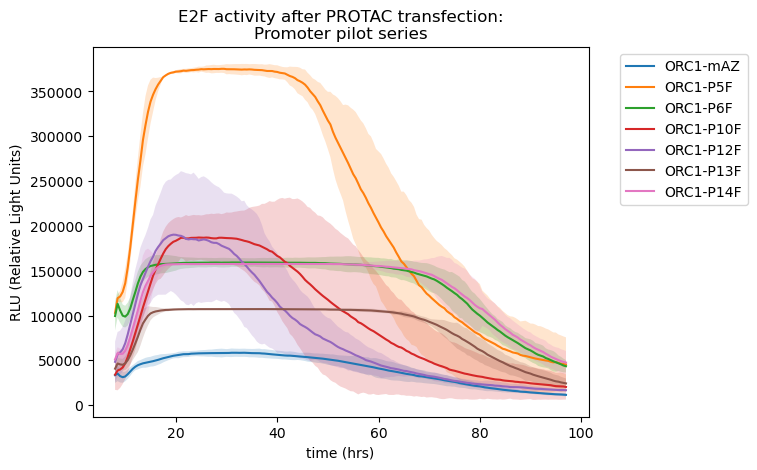 E2F activity after PROTAC transfection:
Promoter pilot series
RLU (Relative Light Units)
350000
300000
250000
200000
150000
100000
50000
0
20
40
60
80
100
time (hrs)
ORC1-mAZ
ORC1-P5F
ORC1-P6F
ORC1-P10F
ORC1-P12F
ORC1-P13F
ORC1-P14F